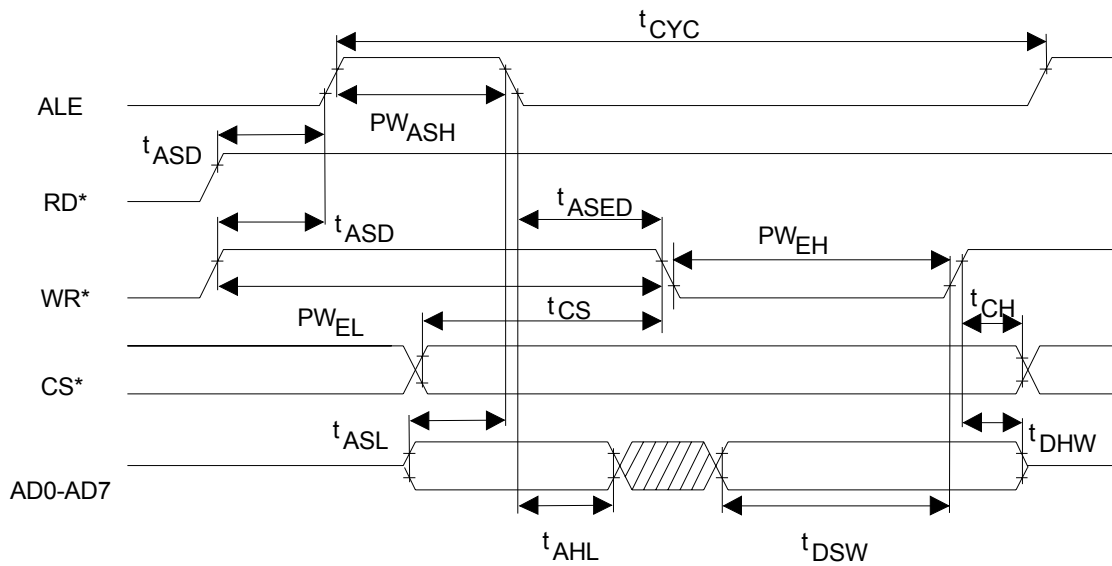 tCYC
ALE
PWASH
tASD
RD*
tASED
tASD
PWEH
WR*
tCS
tCH
PWEL
CS*
tASL
tDHW
AD0-AD7
tAHL
tDSW